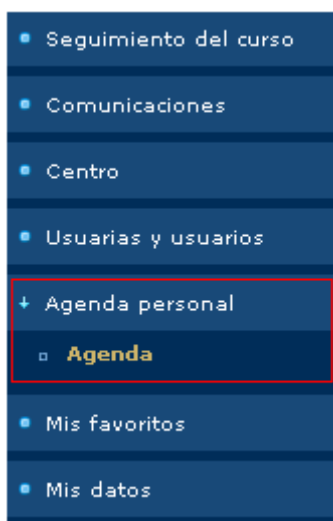 Seguimiento del curso
Comunicaciones
Centro
Usuarias y usuarios
Agenda personal
Agenda
Mis favoritos
Mis datos